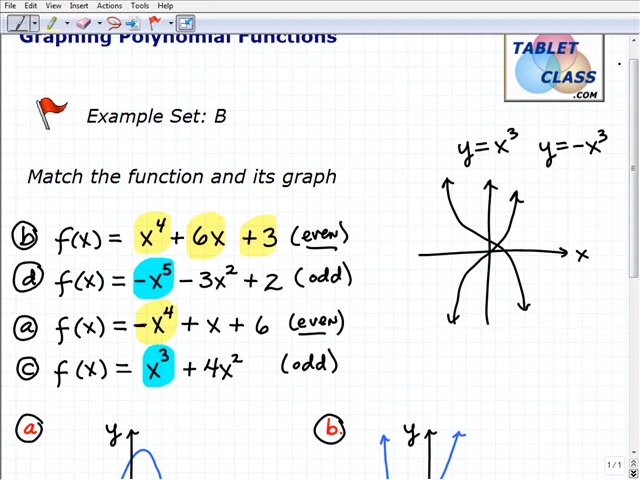 File Edit View Insert Actions Tools Help
Graphing Polynomial Functions
TABLET
CLASS
.COM
Example Set: B
y = x³ y = -x³
Match the function and its graph
b f(x) = x⁴ + 6x + 3 (even)
x
d f(x) = -x⁵ - 3x² + 2 (odd)
a f(x) = -x⁴ + x + 6 (even)
c f(x) = x³ + 4x² (odd)
a. y b. y
1/1